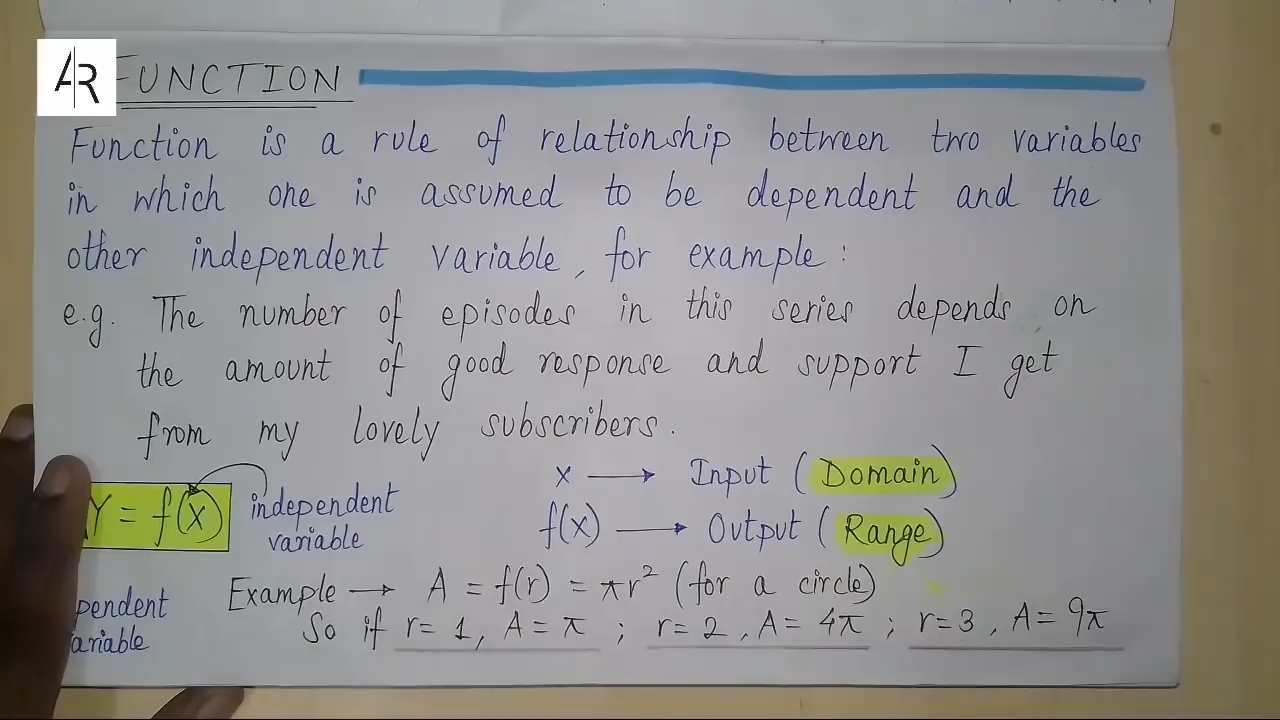 AR
FUNCTION
Function is a rule of relationship between two variables
in which one is assumed to be dependent and the
other independent variable, for example :
e.g. The number of episodes in this series depends on
the amount of good response and support I get
from my lovely subscribers.
x → Input (Domain)
Y = f(x) independent
variable
f(x) → Output (Range)
pendent
ariable
Example → A = f(r) = πr² (for a circle)
So if r= 1, A = π ; r= 2, A= 4π ; r=3, A= 9π